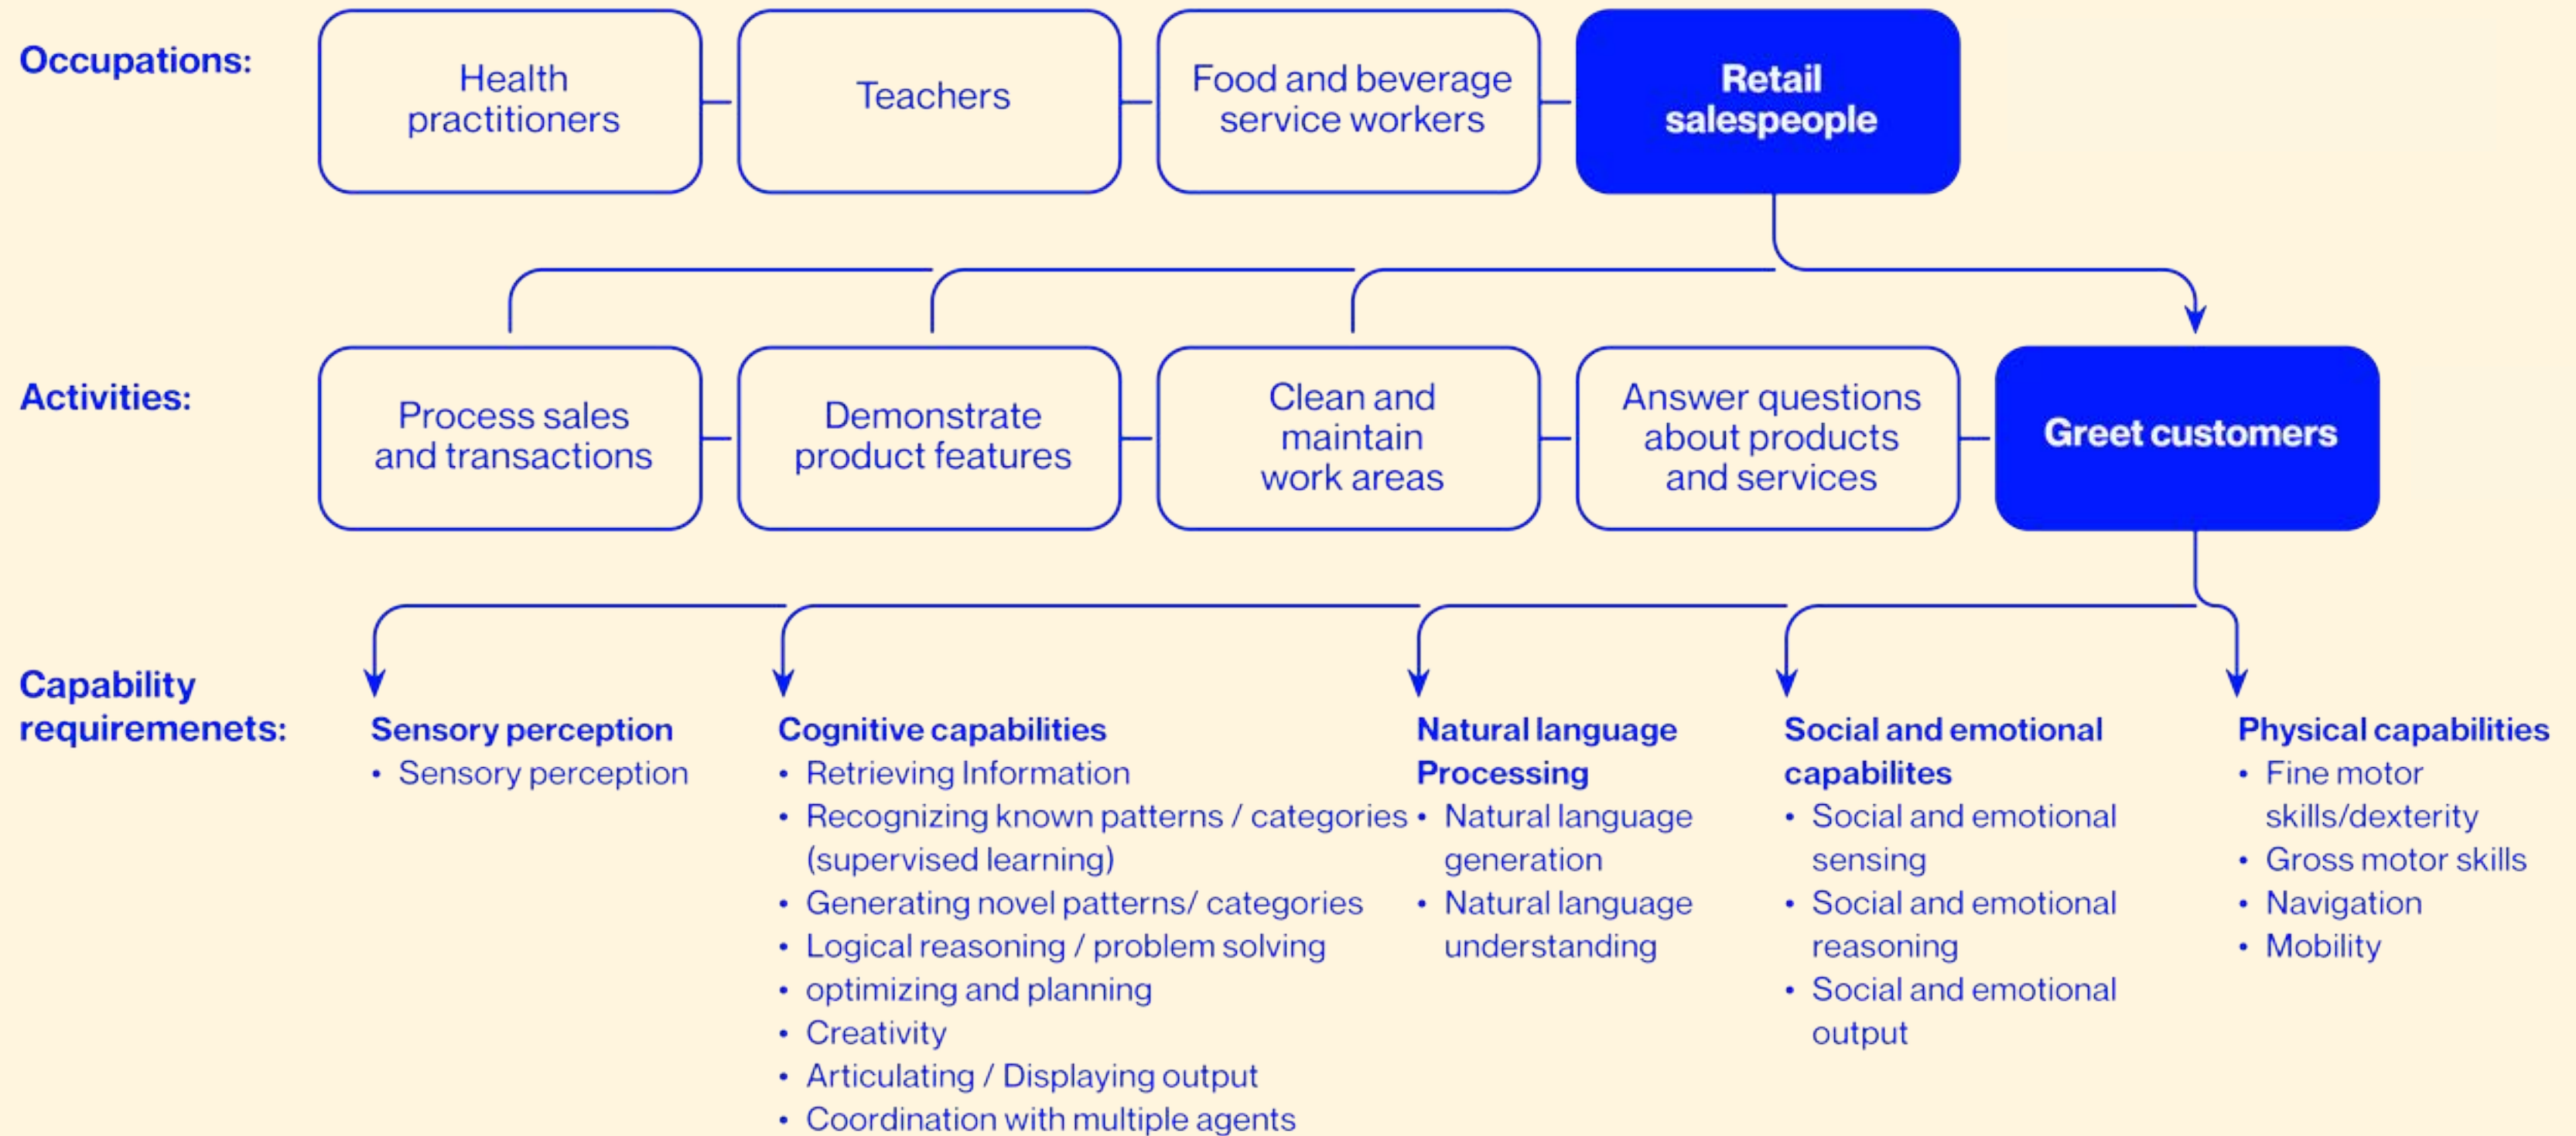 Occupations:
Health
practitioners
Teachers
Food and beverage
service workers
Retail
salespeople
Activities:
Process sales
and transactions
Demonstrate
product features
Clean and
maintain
work areas
Answer questions
about products
and services
Greet customers
Capability
requiremenets:
Sensory perception
• Sensory perception
Cognitive capabilities
• Retrieving Information
• Recognizing known patterns / categories
(supervised learning)
• Generating novel patterns/ categories
• Logical reasoning / problem solving
• optimizing and planning
• Creativity
• Articulating / Displaying output
• Coordination with multiple agents
Natural language
Processing
• Natural language
generation
• Natural language
understanding
Social and emotional
capabilites
• Social and emotional
sensing
• Social and emotional
reasoning
• Social and emotional
output
Physical capabilities
• Fine motor
skills/dexterity
• Gross motor skills
• Navigation
• Mobility